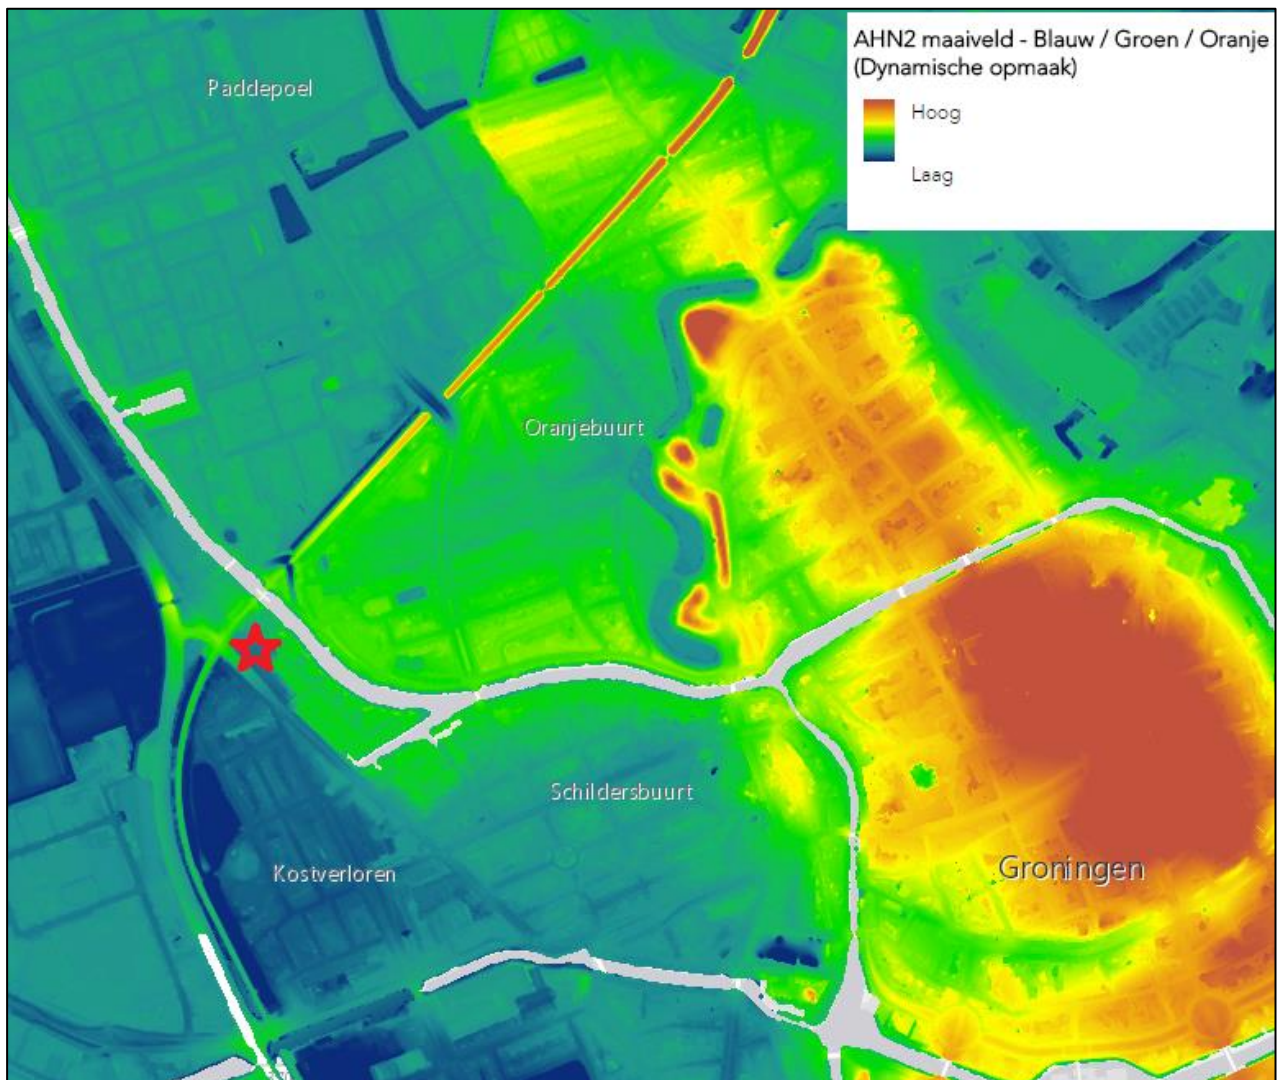 AHN2 maaiveld - Blauw / Groen / Oranje
(Dynamische opmaak)
Hoog
Laag
Paddepoel
Oranjebuurt
Schildersbuurt
Kostverloren
Groningen